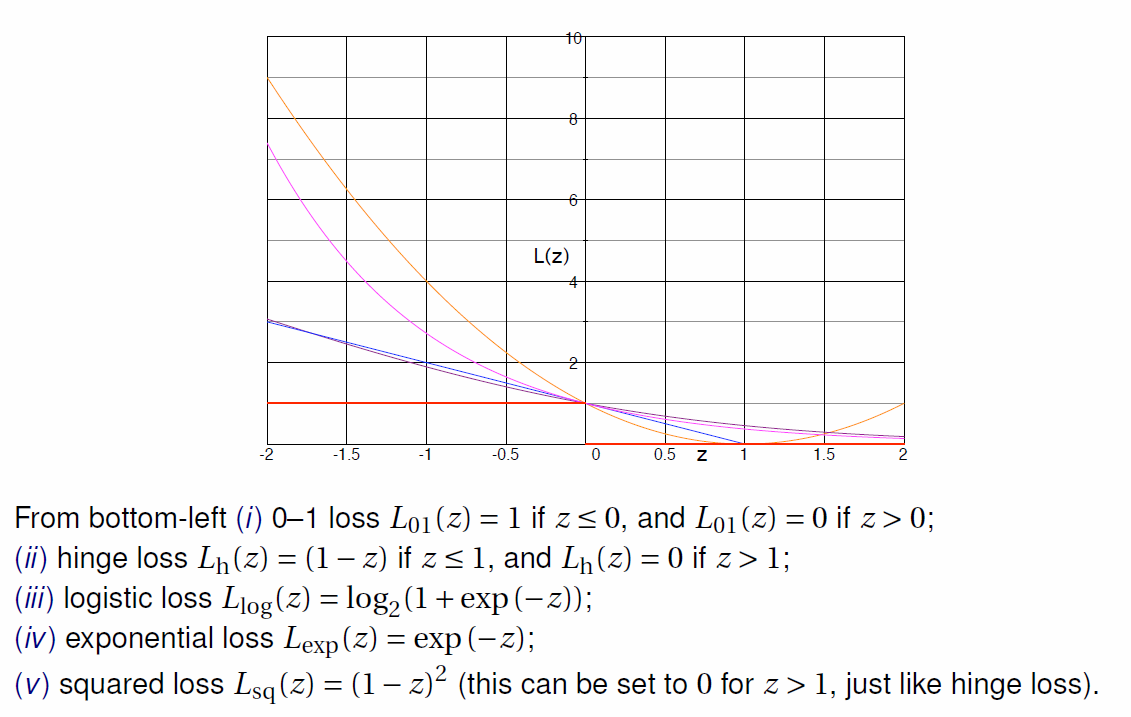 10
8
6
L(z)
4
2
-2 -1.5 -1 -0.5 0 0.5 z 1 1.5 2
From bottom-left (i) 0–1 loss L₀₁(z) = 1 if z ≤ 0, and L₀₁(z) = 0 if z > 0;
(ii) hinge loss Lₕ(z) = (1 − z) if z ≤ 1, and Lₕ(z) = 0 if z > 1;
(iii) logistic loss L_log(z) = log₂(1 + exp(−z));
(iv) exponential loss L_exp(z) = exp(−z);
(v) squared loss L_sq(z) = (1 − z)² (this can be set to 0 for z > 1, just like hinge loss).